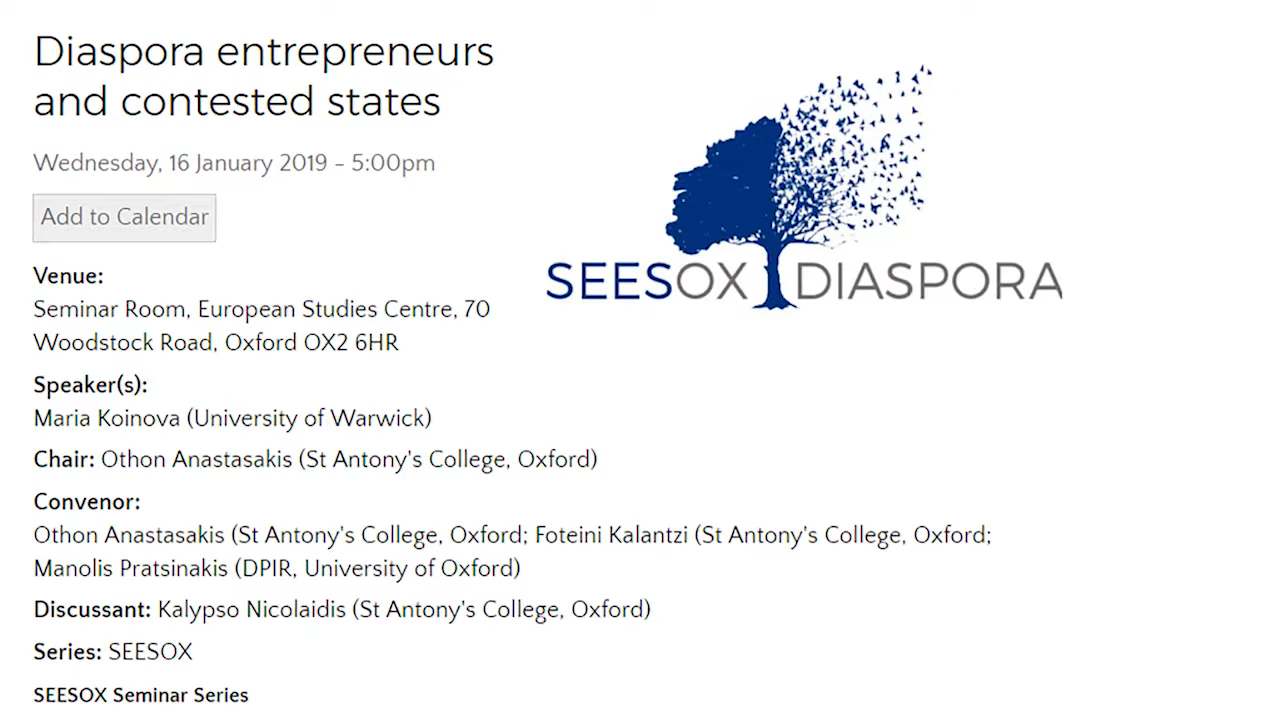 Diaspora entrepreneurs
and contested states
Wednesday, 16 January 2019 - 5:00pm
Add to Calendar
SEESOX DIASPORA
Venue:
Seminar Room, European Studies Centre, 70
Woodstock Road, Oxford OX2 6HR
Speaker(s):
Maria Koinova (University of Warwick)
Chair: Othon Anastasakis (St Antony's College, Oxford)
Convenor:
Othon Anastasakis (St Antony's College, Oxford; Foteini Kalantzi (St Antony's College, Oxford;
Manolis Pratsinakis (DPIR, University of Oxford)
Discussant: Kalypso Nicolaidis (St Antony's College, Oxford)
Series: SEESOX
SEESOX Seminar Series